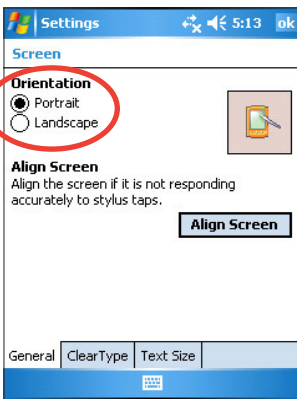 Settings 5:13 ok
Screen
Orientation
Portrait
Landscape
Align Screen
Align the screen if it is not responding
accurately to stylus taps.
Align Screen
General ClearType Text Size